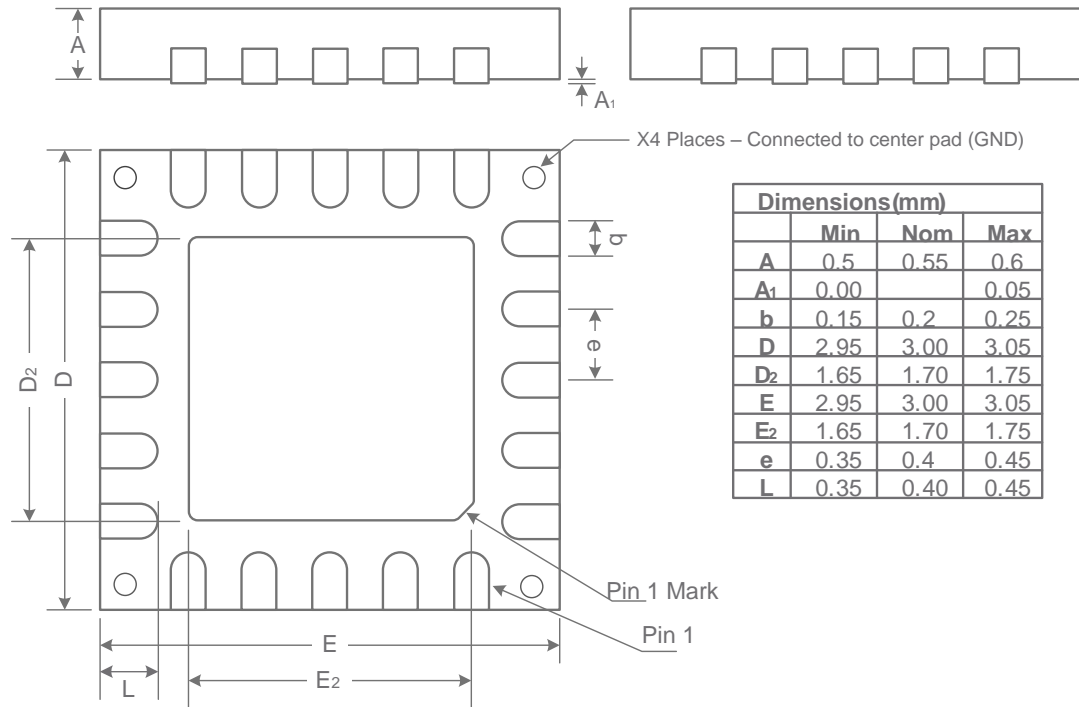 A
A1
X4 Places – Connected to center pad (GND)
Dimensions (mm)
Min Nom Max
A 0.5 0.55 0.6
A1 0.00 0.05
b 0.15 0.2 0.25
D 2.95 3.00 3.05
D2 1.65 1.70 1.75
E 2.95 3.00 3.05
E2 1.65 1.70 1.75
e 0.35 0.4 0.45
L 0.35 0.40 0.45
b
e
D2
D
Pin 1 Mark
Pin 1
E
L
E2